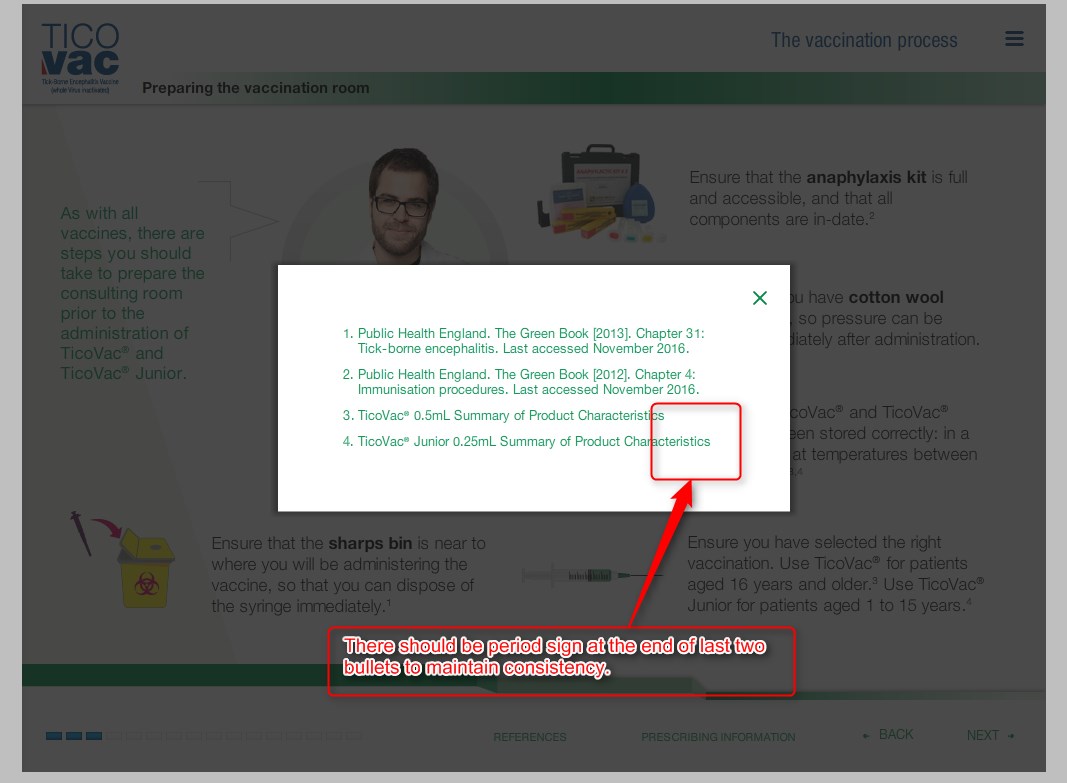 TICO
vac
Tick-Borne Encephalitis Vaccine
(whole Virus Inactivated)
The vaccination process
Preparing the vaccination room
As with all
vaccines, there are
steps you should
take to prepare the
consulting room
prior to the
administration of
TicoVac® and
TicoVac® Junior.
Ensure that the anaphylaxis kit is full
and accessible, and that all
components are in-date.2
you have cotton wool
, so pressure can be
diately after administration.
1. Public Health England. The Green Book [2013]. Chapter 31:
Tick-borne encephalitis. Last accessed November 2016.
2. Public Health England. The Green Book [2012]. Chapter 4:
Immunisation procedures. Last accessed November 2016.
3. TicoVac® 0.5mL Summary of Product Characteristics
4. TicoVac® Junior 0.25mL Summary of Product Characteristics
coVac® and TicoVac®
een stored correctly: in a
at temperatures between
3,4
Ensure that the sharps bin is near to
where you will be administering the
vaccine, so that you can dispose of
the syringe immediately.1
Ensure you have selected the right
vaccination. Use TicoVac® for patients
aged 16 years and older.3 Use TicoVac®
Junior for patients aged 1 to 15 years.4
There should be period sign at the end of last two
bullets to maintain consistency.
REFERENCES
PRESCRIBING INFORMATION
BACK
NEXT